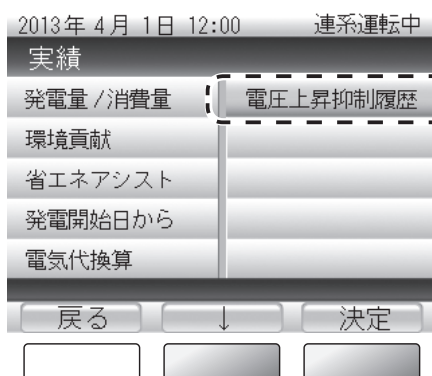 2013年 4月 1日 12:00 連系運転中
実績
発電量/消費量 電圧上昇抑制履歴
環境貢献
省エネアシスト
発電開始日から
電気代換算
戻る ↓ 決定